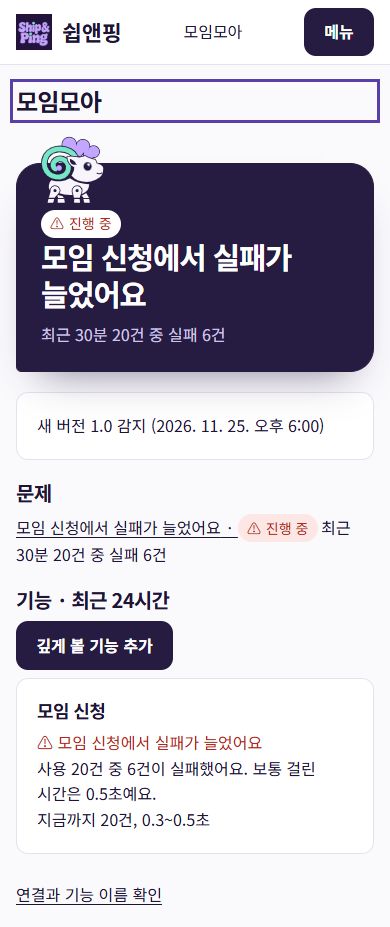 Ship&
Ping
쉽앤핑
모임모아
메뉴
모임모아
진행 중
모임 신청에서 실패가
늘었어요
최근 30분 20건 중 실패 6건
새 버전 1.0 감지 (2026. 11. 25. 오후 6:00)
문제
모임 신청에서 실패가 늘었어요 · 진행 중 최근
30분 20건 중 실패 6건
기능 · 최근 24시간
깊게 볼 기능 추가
모임 신청
모임 신청에서 실패가 늘었어요
사용 20건 중 6건이 실패했어요. 보통 걸린
시간은 0.5초예요.
지금까지 20건, 0.3~0.5초
연결과 기능 이름 확인